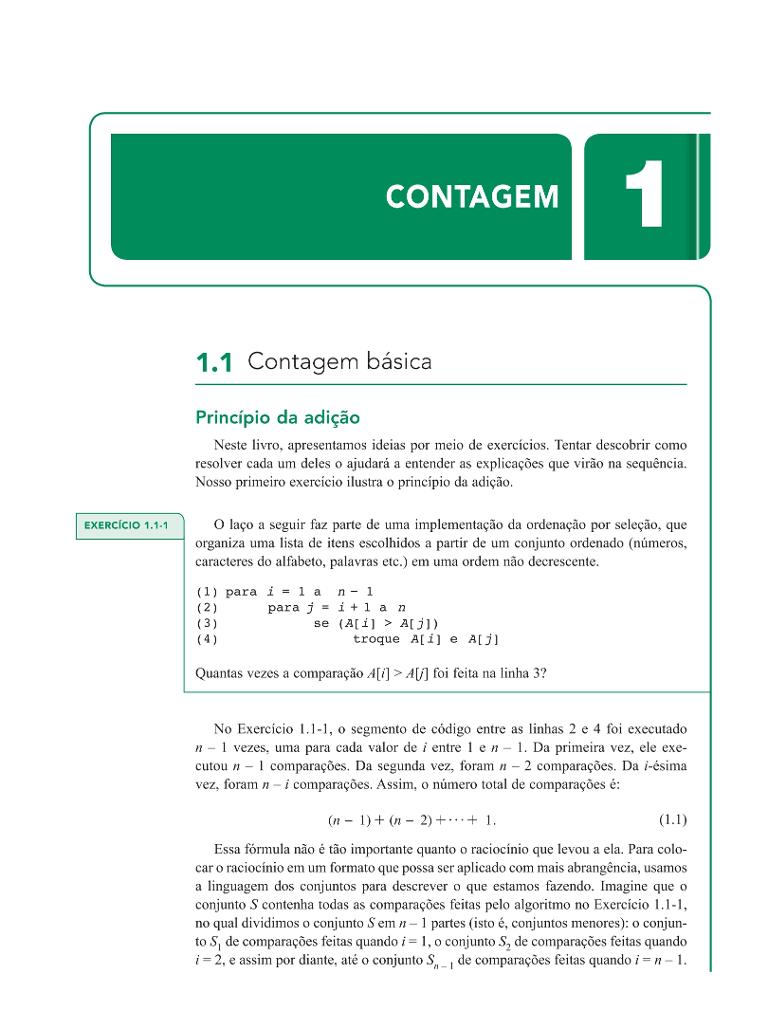 CONTAGEM
1
1.1 Contagem básica
Princípio da adição
Neste livro, apresentamos ideias por meio de exercícios. Tentar descobrir como
resolver cada um deles o ajudará a entender as explicações que virão na sequência.
Nosso primeiro exercício ilustra o princípio da adição.
EXERCÍCIO 1.1-1
O laço a seguir faz parte de uma implementação da ordenação por seleção, que
organiza uma lista de itens escolhidos a partir de um conjunto ordenado (números,
caracteres do alfabeto, palavras etc.) em uma ordem não decrescente.
(1) para i = 1 a n − 1
(2) para j = i + 1 a n
(3) se (A[i] > A[j])
(4) troque A[i] e A[j]
Quantas vezes a comparação A[i] > A[j] foi feita na linha 3?
No Exercício 1.1-1, o segmento de código entre as linhas 2 e 4 foi executado
n – 1 vezes, uma para cada valor de i entre 1 e n – 1. Da primeira vez, ele exe-
cutou n – 1 comparações. Da segunda vez, foram n – 2 comparações. Da i-ésima
vez, foram n – i comparações. Assim, o número total de comparações é:
(n − 1) + (n − 2) + ··· + 1. (1.1)
Essa fórmula não é tão importante quanto o raciocínio que levou a ela. Para colo-
car o raciocínio em um formato que possa ser aplicado com mais abrangência, usamos
a linguagem dos conjuntos para descrever o que estamos fazendo. Imagine que o
conjunto S contenha todas as comparações feitas pelo algoritmo no Exercício 1.1-1,
no qual dividimos o conjunto S em n – 1 partes (isto é, conjuntos menores): o conjun-
to S1 de comparações feitas quando i = 1, o conjunto S2 de comparações feitas quando
i = 2, e assim por diante, até o conjunto Sn – 1 de comparações feitas quando i = n – 1.